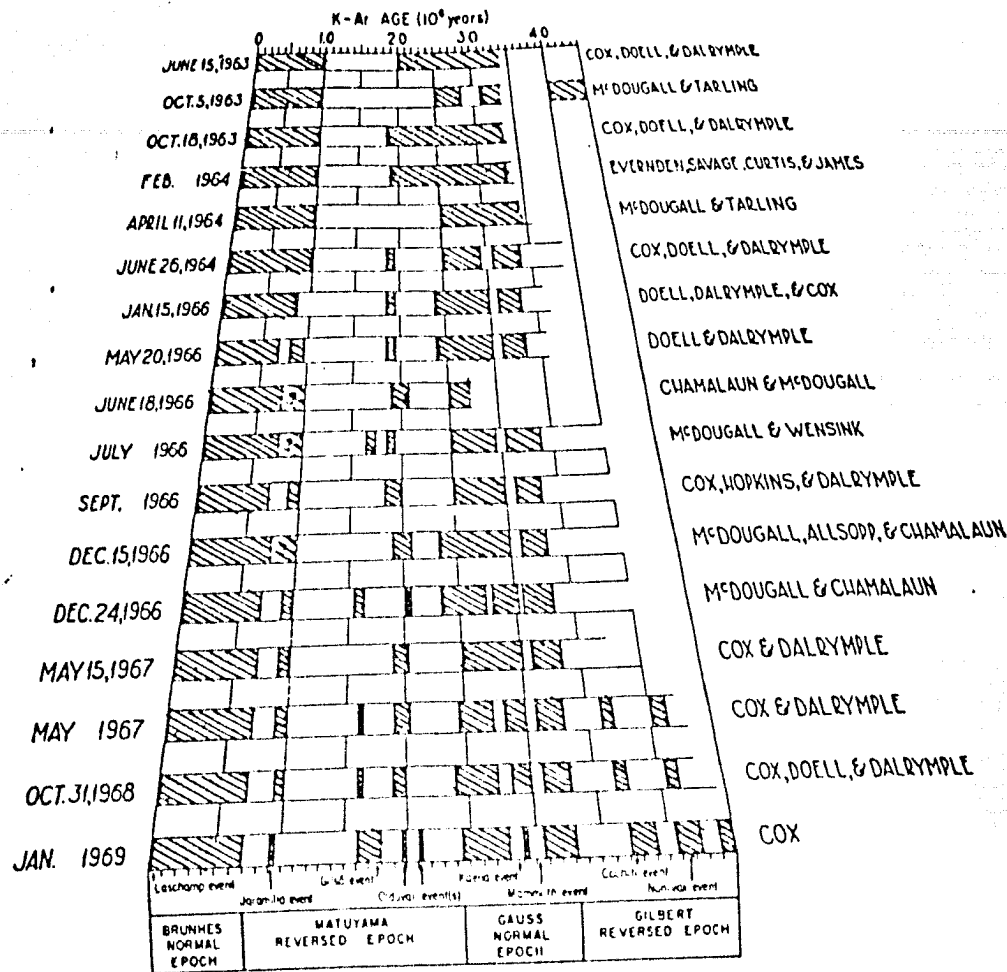 K-Ar AGE (10⁶ years)
0 1.0 2.0 3.0 4.0
JUNE 15, 1963 COX, DOELL, & DALRYMPLE
OCT. 5, 1963 McDOUGALL & TARLING
OCT. 18, 1963 COX, DOELL, & DALRYMPLE
FEB. 1964 EVERNDEN, SAVAGE, CURTIS, & JAMES
APRIL 11, 1964 McDOUGALL & TARLING
JUNE 26, 1964 COX, DOELL, & DALRYMPLE
JAN. 15, 1966 DOELL, DALRYMPLE, & COX
MAY 20, 1966 DOELL & DALRYMPLE
JUNE 18, 1966 CHAMALAUN & McDOUGALL
JULY 1966 McDOUGALL & WENSINK
SEPT. 1966 COX, HOPKINS, & DALRYMPLE
DEC. 15, 1966 McDOUGALL, ALLSOPP, & CHAMALAUN
DEC. 24, 1966 McDOUGALL & CHAMALAUN
MAY 15, 1967 COX & DALRYMPLE
MAY 1967 COX & DALRYMPLE
OCT. 31, 1968 COX, DOELL, & DALRYMPLE
JAN. 1969 COX
Laschamp event Gilsá event Kaena event Cochiti event
Jaramillo event Olduvai event(s) Mammoth event Nunivak event
BRUNHES NORMAL EPOCH
MATUYAMA REVERSED EPOCH
GAUSS NORMAL EPOCH
GILBERT REVERSED EPOCH